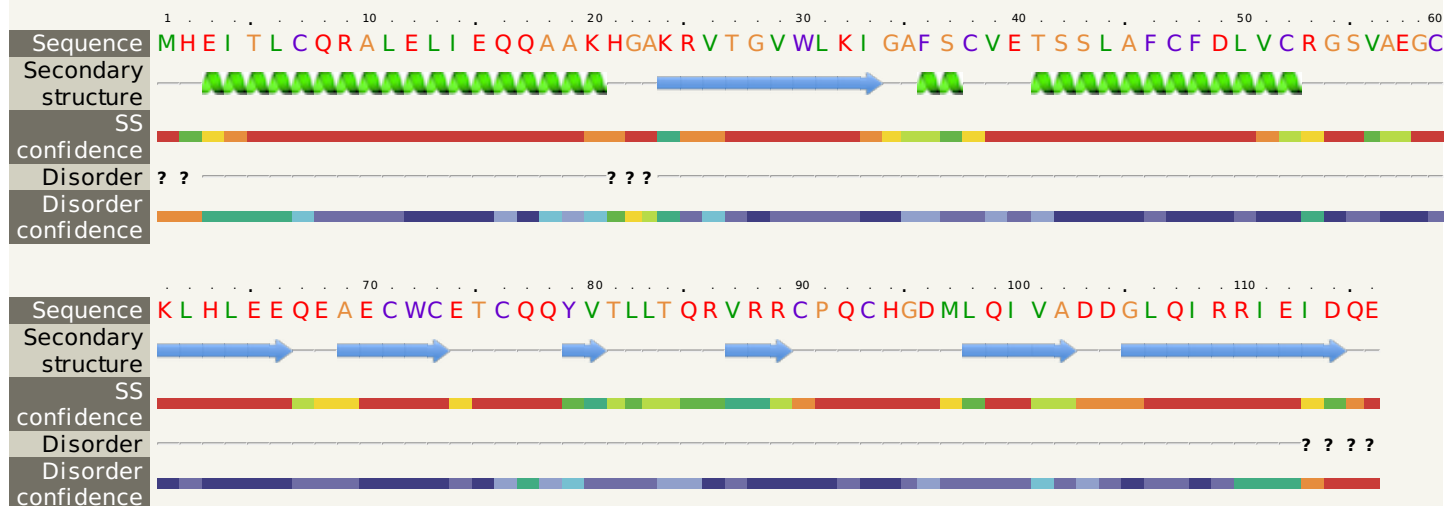 1 10 20 30 40 50 60
Sequence MHEITLCQRALELIEQQAAKHGAKRVTGVWLKIGAFSCVETSSLAFCFDLVCRGSVAEGC
Secondary
structure
SS
confidence
Disorder ? ? ? ? ?
Disorder
confidence
70 80 90 100 110
Sequence KLHLEEQEAECWCETCQQYVTLLTQRVRRCPQCHGDMLQIVADDGLQIRRIEIDQE
Secondary
structure
SS
confidence
Disorder ? ? ? ?
Disorder
confidence